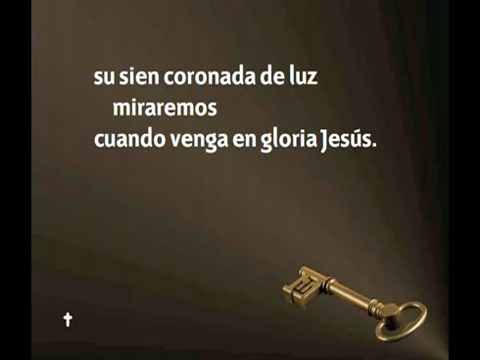 su sien coronada de luz
miraremos
cuando venga en gloria Jesús.